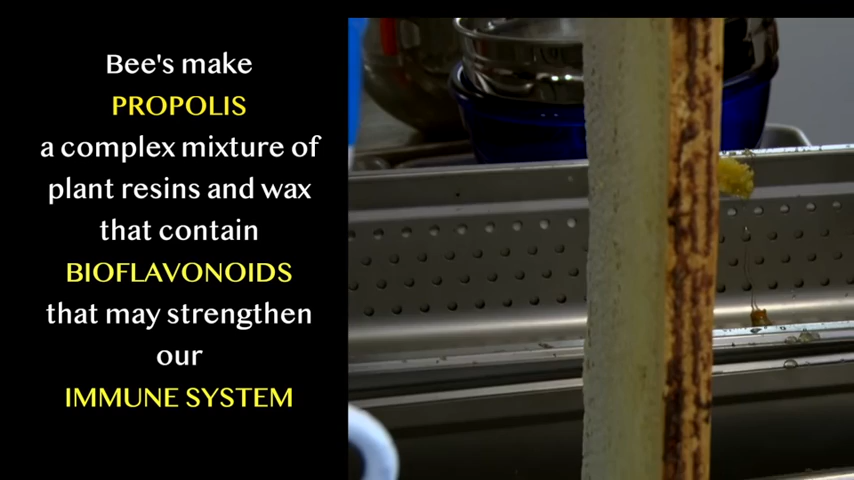 Bee's make
PROPOLIS
a complex mixture of
plant resins and wax
that contain
BIOFLAVONOIDS
that may strengthen
our
IMMUNE SYSTEM